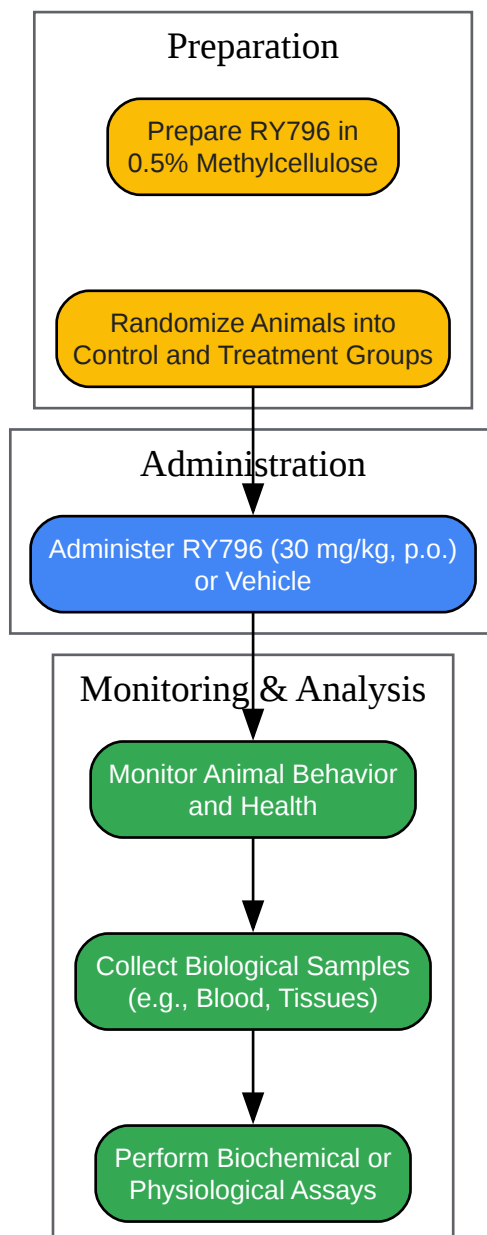 Preparation
Prepare RY796 in
0.5% Methylcellulose
Randomize Animals into
Control and Treatment Groups
Administration
Administer RY796 (30 mg/kg, p.o.)
or Vehicle
Monitoring & Analysis
Monitor Animal Behavior
and Health
Collect Biological Samples
(e.g., Blood, Tissues)
Perform Biochemical or
Physiological Assays